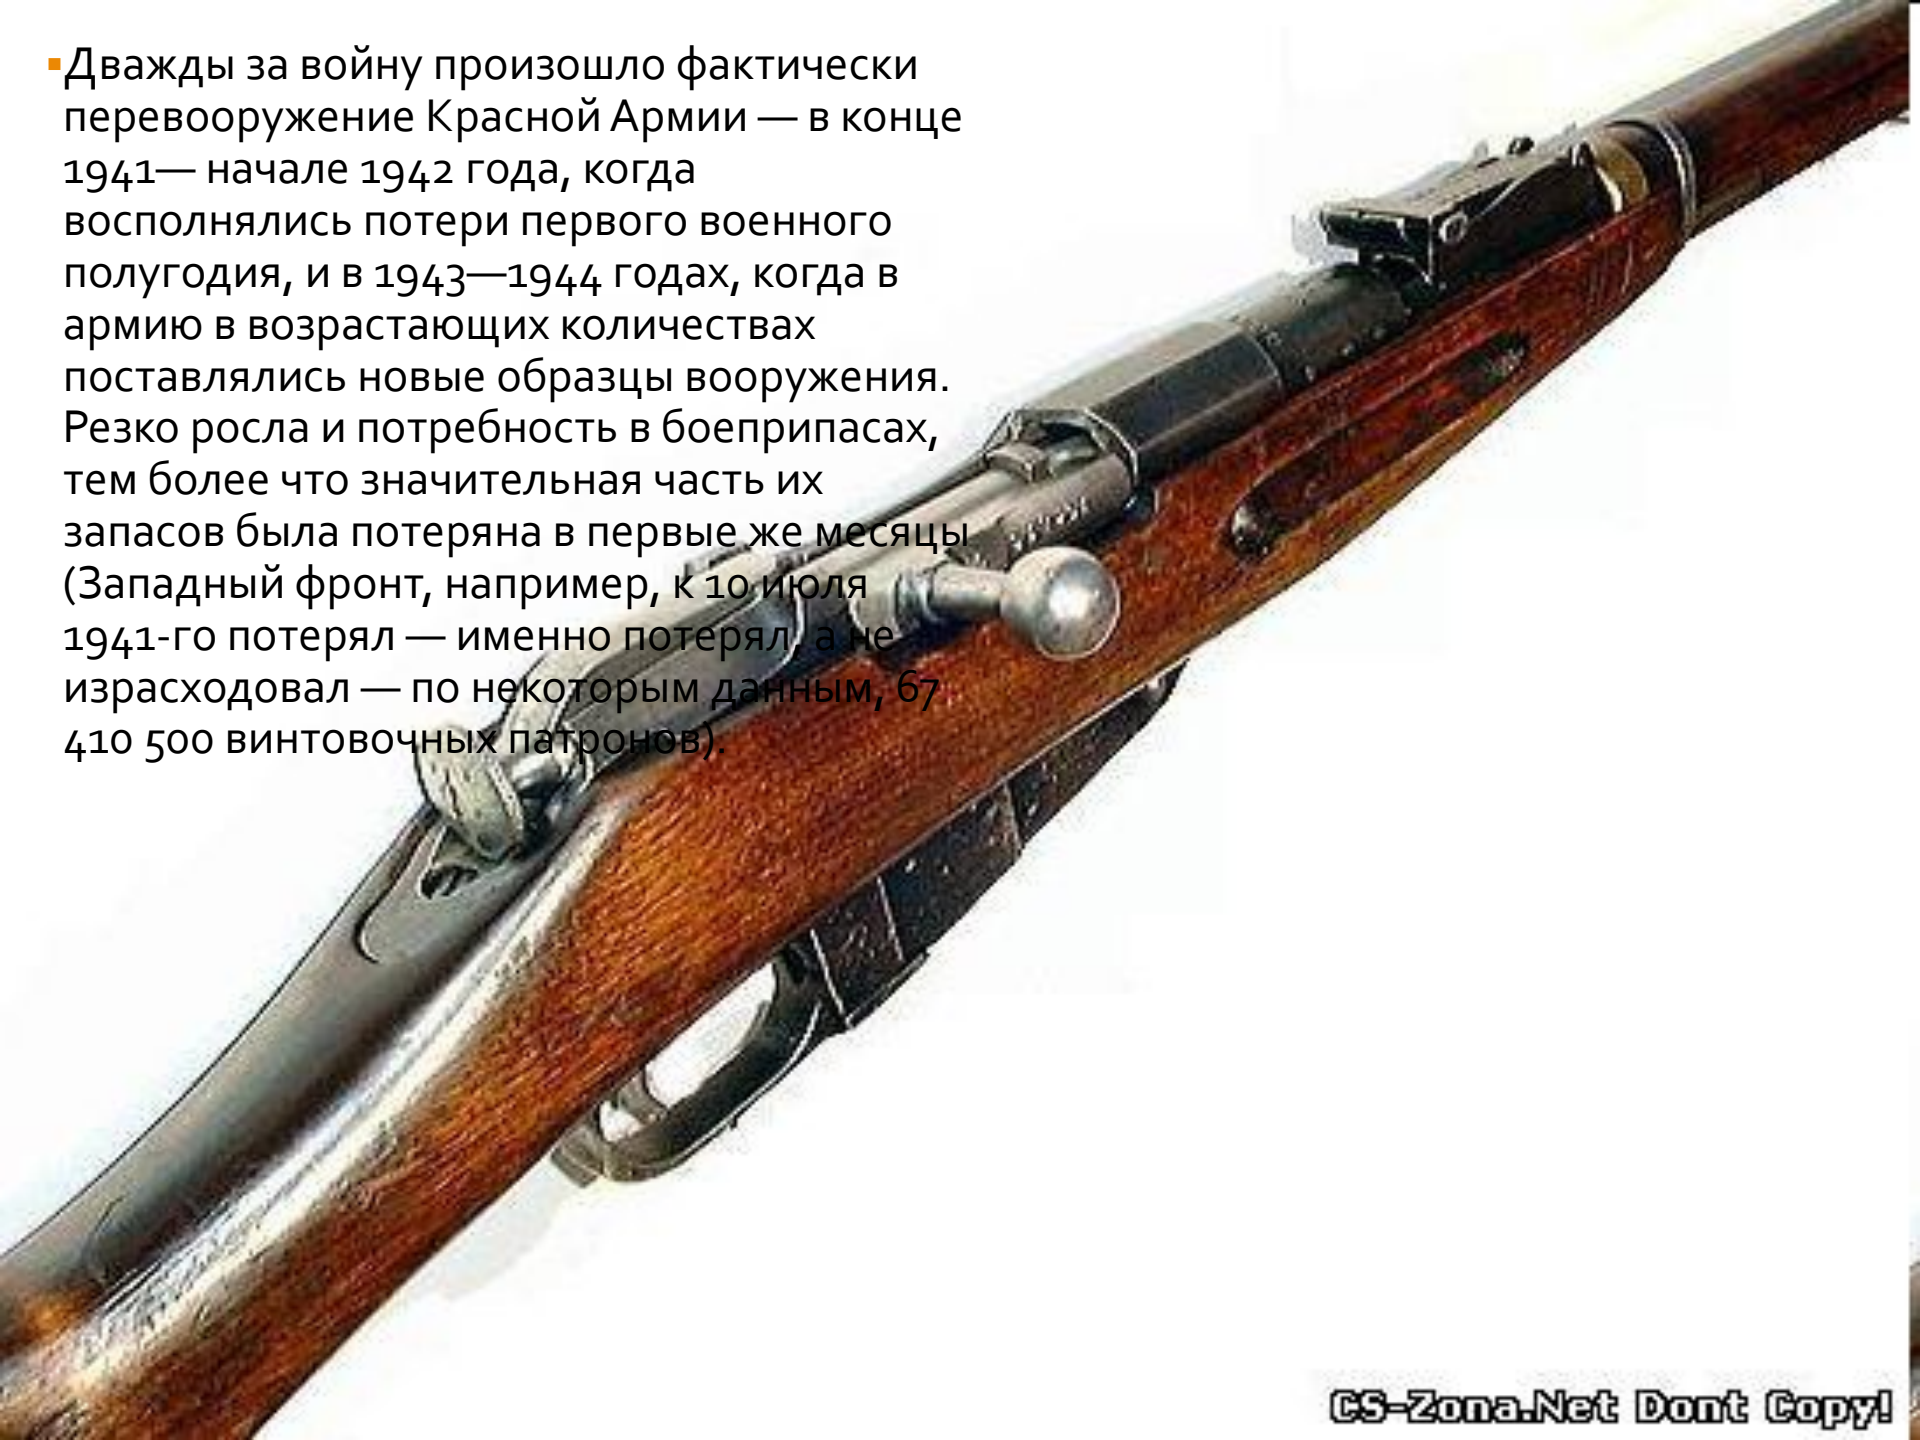 ▪Дважды за войну произошло фактически
перевооружение Красной Армии — в конце
1941— начале 1942 года, когда
восполнялись потери первого военного
полугодия, и в 1943—1944 годах, когда в
армию в возрастающих количествах
поставлялись новые образцы вооружения.
Резко росла и потребность в боеприпасах,
тем более что значительная часть их
запасов была потеряна в первые же месяцы
(Западный фронт, например, к 10 июля
1941-го потерял — именно потерял, а не
израсходовал — по некоторым данным, 67
410 500 винтовочных патронов).
CS-Zona.Net Dont Copy!